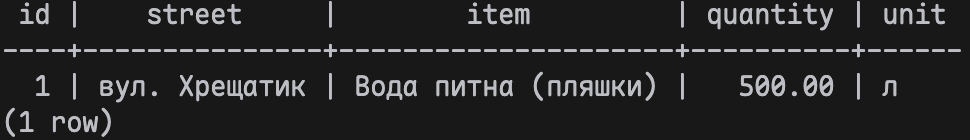 id |    street     |        item         | quantity | unit
----+---------------+---------------------+----------+------
  1 | вул. Хрещатик | Вода питна (пляшки) |   500.00 | л
(1 row)